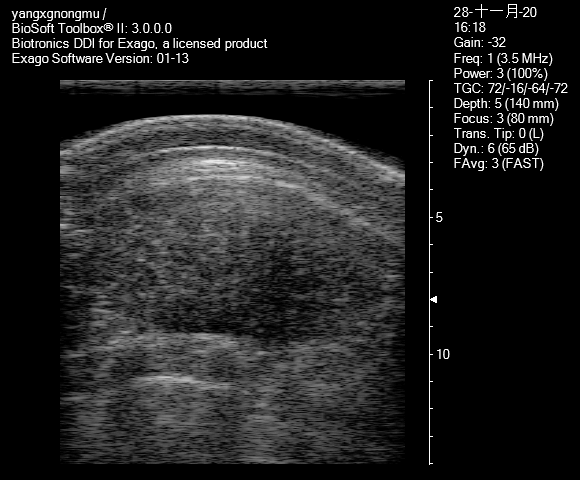 yangxgnongmu /
BioSoft Toolbox® II: 3.0.0.0
Biotronics DDI for Exago, a licensed product
Exago Software Version: 01-13
28-十一月-20
16:18
Gain: -32
Freq: 1 (3.5 MHz)
Power: 3 (100%)
TGC: 72/-16/-64/-72
Depth: 5 (140 mm)
Focus: 3 (80 mm)
Trans. Tip: 0 (L)
Dyn.: 6 (65 dB)
FAvg: 3 (FAST)
5
10